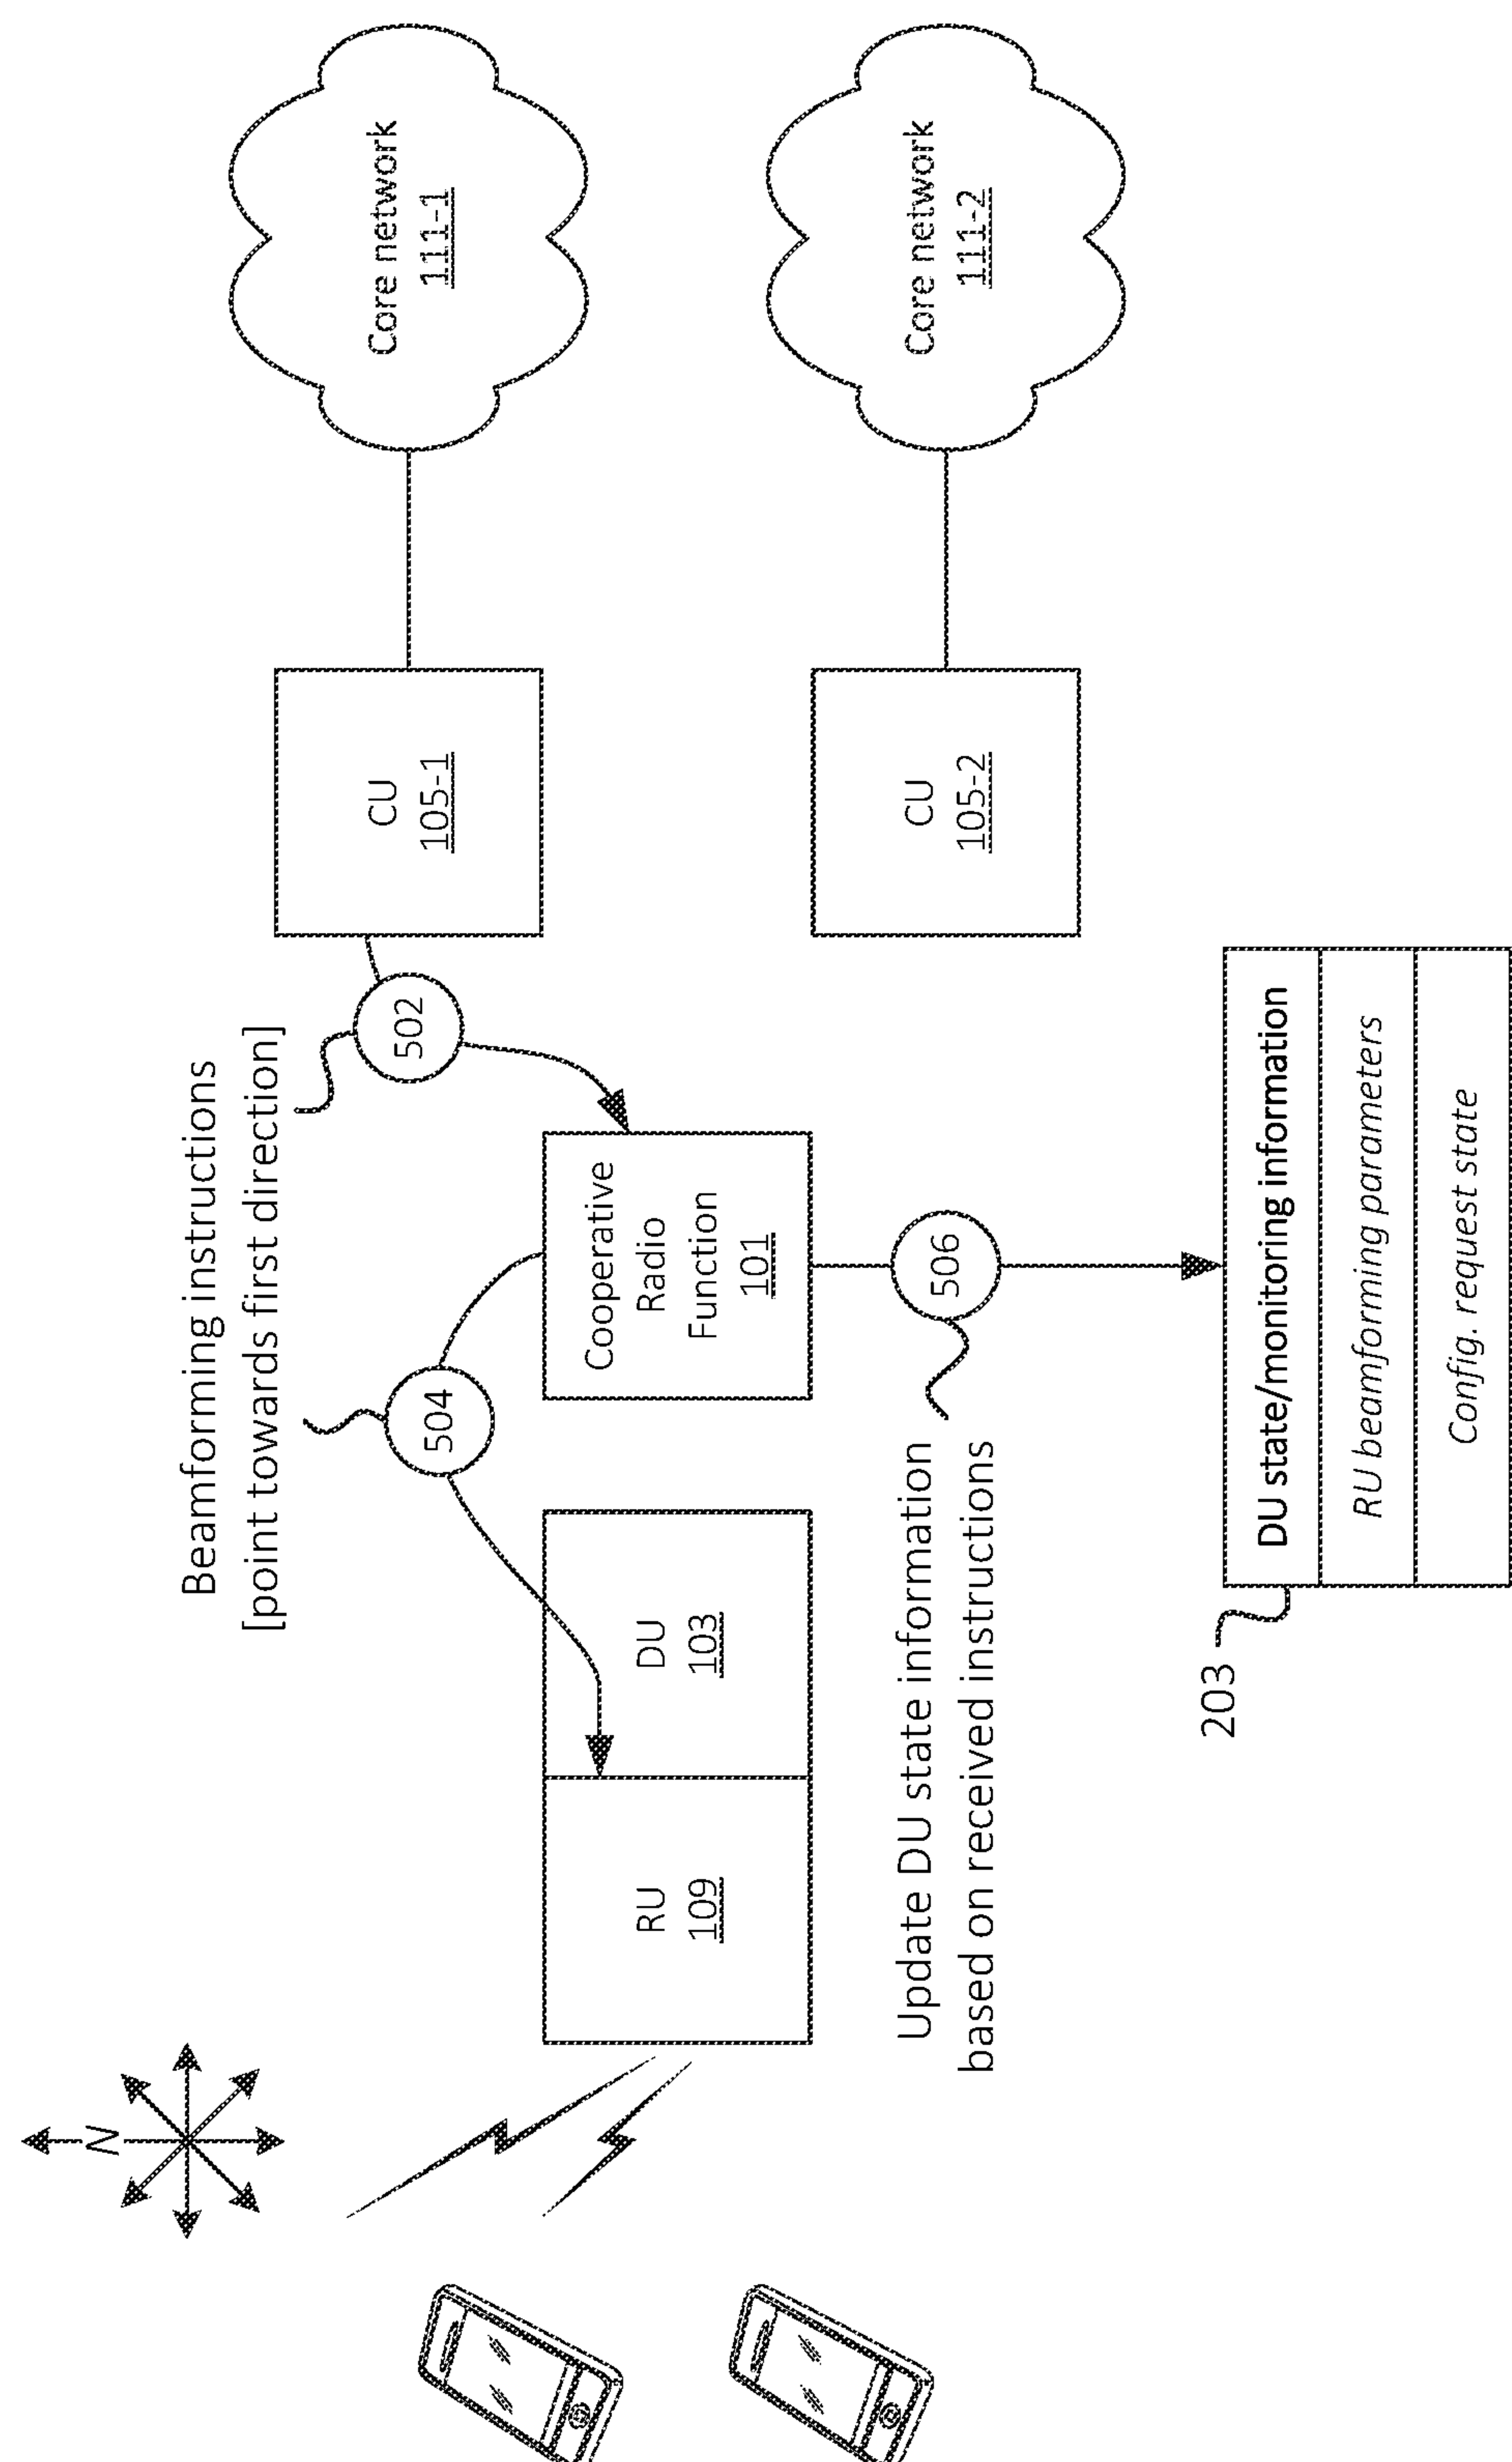 N
Beamforming instructions
[point towards first direction]
504
502
CU
105-1
Core network
111-1
RU
109
DU
103
Cooperative
Radio
Function
101
CU
105-2
Core network
111-2
506
Update DU state information
based on received instructions
203
DU state/monitoring information
RU beamforming parameters
Config. request state